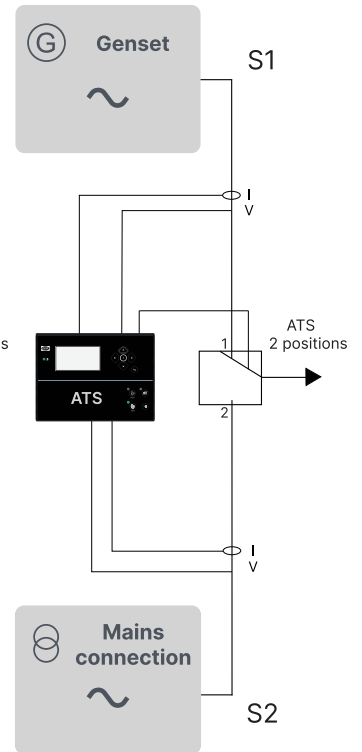 G
Genset
S1
I
V
s
ATS
2 positions
1
ATS
2
I
V
Mains
connection
S2